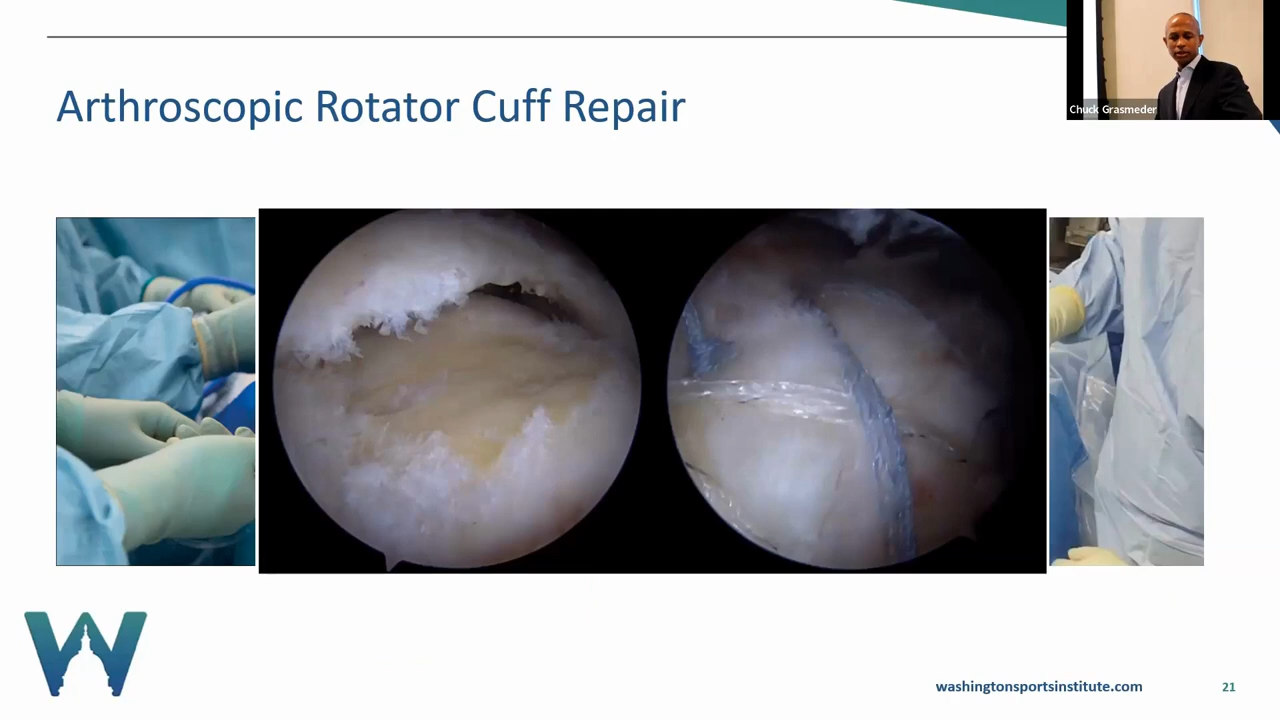 Arthroscopic Rotator Cuff Repair
Chuck Grasmeder
W
washingtonsportsinstitute.com
21